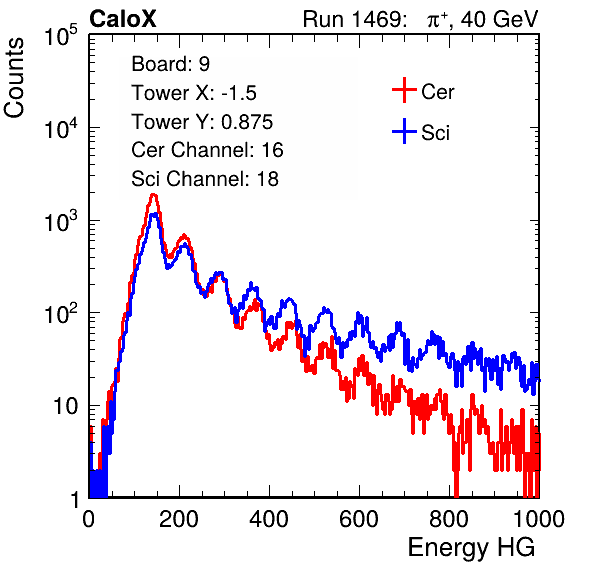 CaloX Run 1469: π⁺, 40 GeV
Counts
10⁵
10⁴
10³
10²
10
1
Board: 9
Tower X: -1.5
Tower Y: 0.875
Cer Channel: 16
Sci Channel: 18
Cer
Sci
0 200 400 600 800 1000
Energy HG